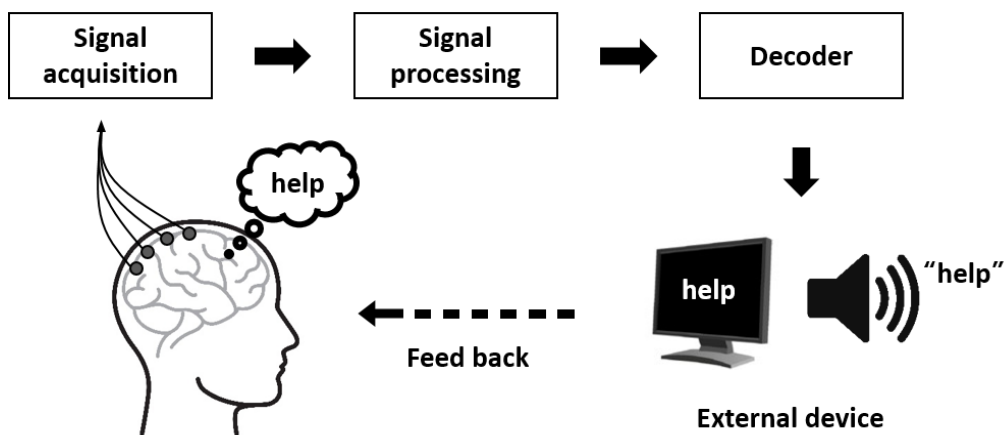 Signal
acquisition
Signal
processing
Decoder
help
help
“help”
Feed back
External device